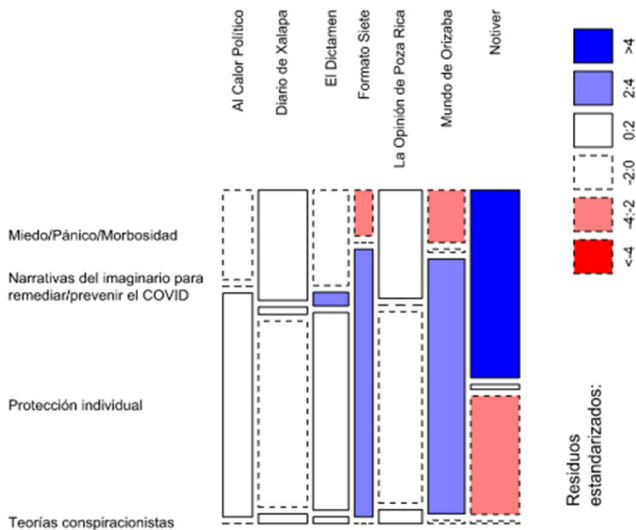 Al Calor Político
Diario de Xalapa
El Dictamen
Formato Siete
La Opinión de Poza Rica
Mundo de Orizaba
Notiver
Miedo/Pánico/Morbosidad
Narrativas del imaginario para
remediar/prevenir el COVID
Protección individual
Teorías conspiracionistas
Residuos
estandarizados:
<-4
-4:-2
-2:0
0:2
2:4
>4